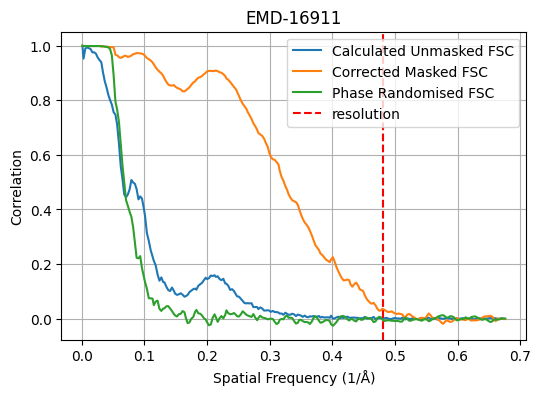 EMD-16911
Calculated Unmasked FSC
Corrected Masked FSC
Phase Randomised FSC
resolution
Correlation
1.0
0.8
0.6
0.4
0.2
0.0
0.0 0.1 0.2 0.3 0.4 0.5 0.6 0.7
Spatial Frequency (1/Å)